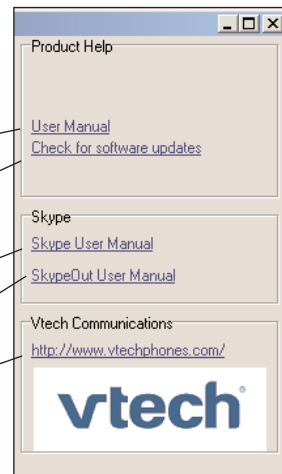 Product Help
User Manual
Check for software updates
Skype
Skype User Manual
SkypeOut User Manual
Vtech Communications
http://www.vtechphones.com/
vtech®